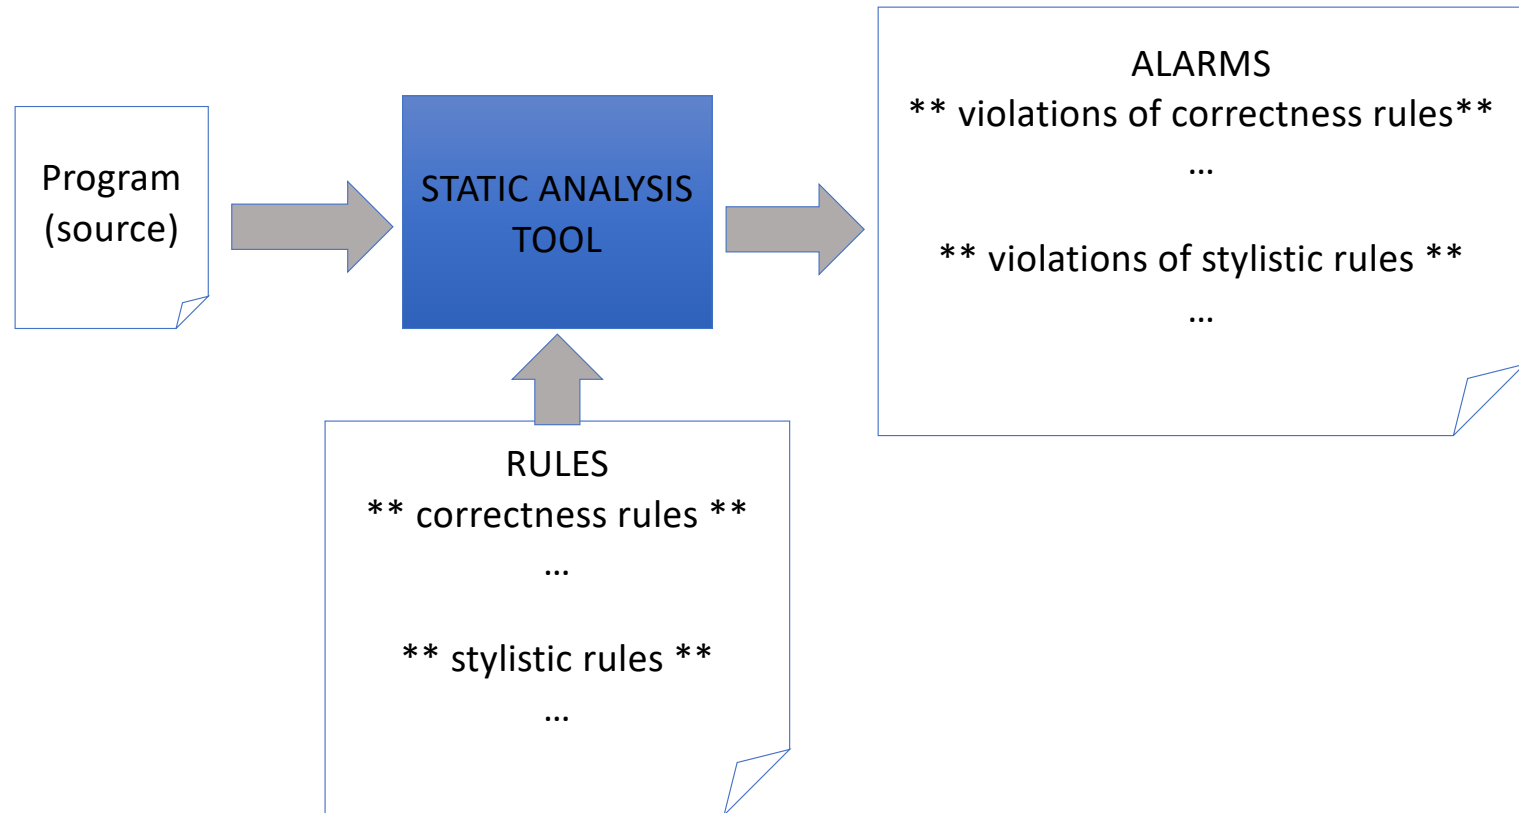 Program
(source)
STATIC ANALYSIS
TOOL
ALARMS
** violations of correctness rules**
…
** violations of stylistic rules **
…
RULES
** correctness rules **
…
** stylistic rules **
…